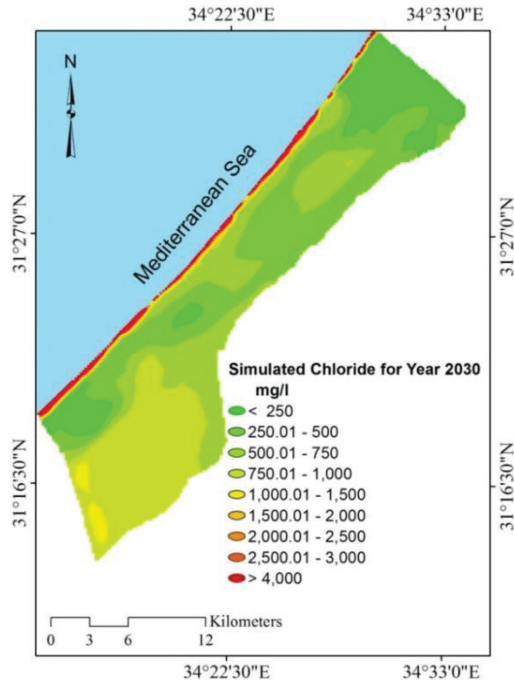 34°22'30"E
34°33'0"E
N
Mediterranean Sea
31°27'0"N
31°27'0"N
Simulated Chloride for Year 2030
mg/l
< 250
250.01 - 500
500.01 - 750
750.01 - 1,000
1,000.01 - 1,500
1,500.01 - 2,000
2,000.01 - 2,500
2,500.01 - 3,000
> 4,000
31°16'30"N
31°16'30"N
Kilometers
0 3 6 12
34°22'30"E
34°33'0"E